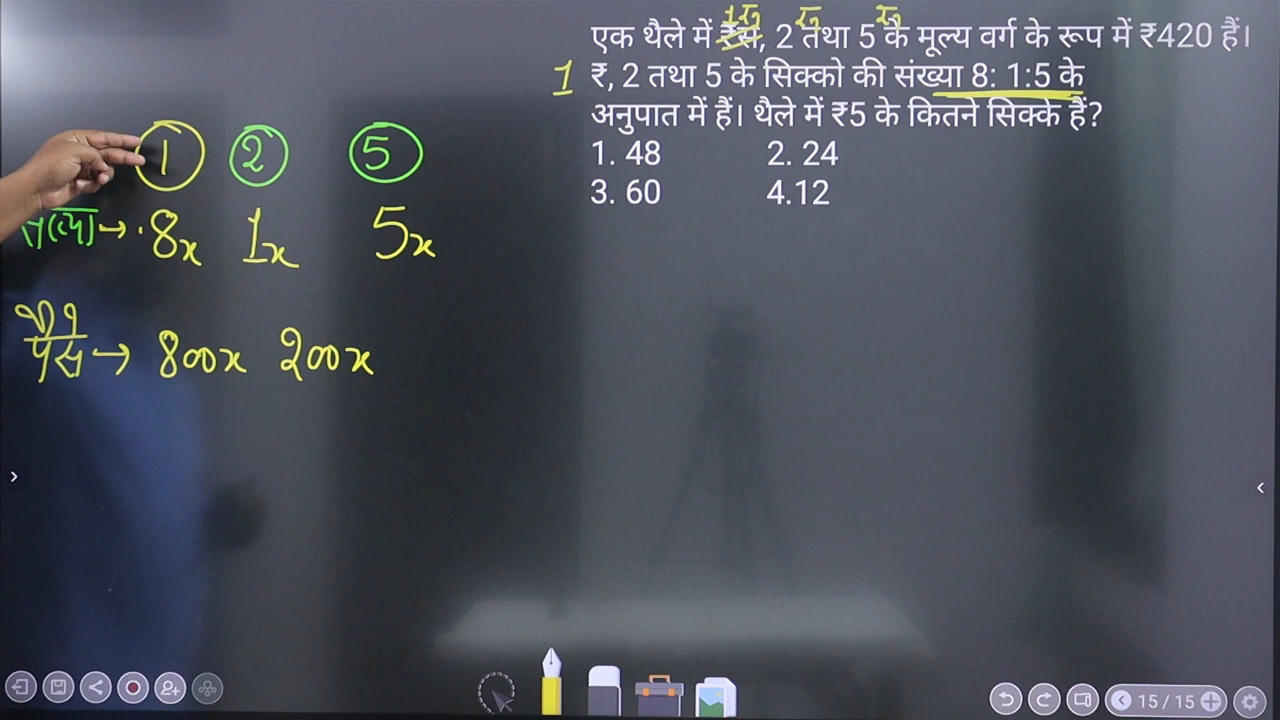 1रु रु रु
एक थैले में ₹स, 2 तथा 5 के मूल्य वर्ग के रूप में ₹420 हैं।
1 ₹, 2 तथा 5 के सिक्को की संख्या 8: 1:5 के
अनुपात में हैं। थैले में ₹5 के कितने सिक्के हैं?
1. 48 2. 24
3. 60 4.12
1 2 5
→ 8x 1x 5x
→ 800x 200x
15 / 15